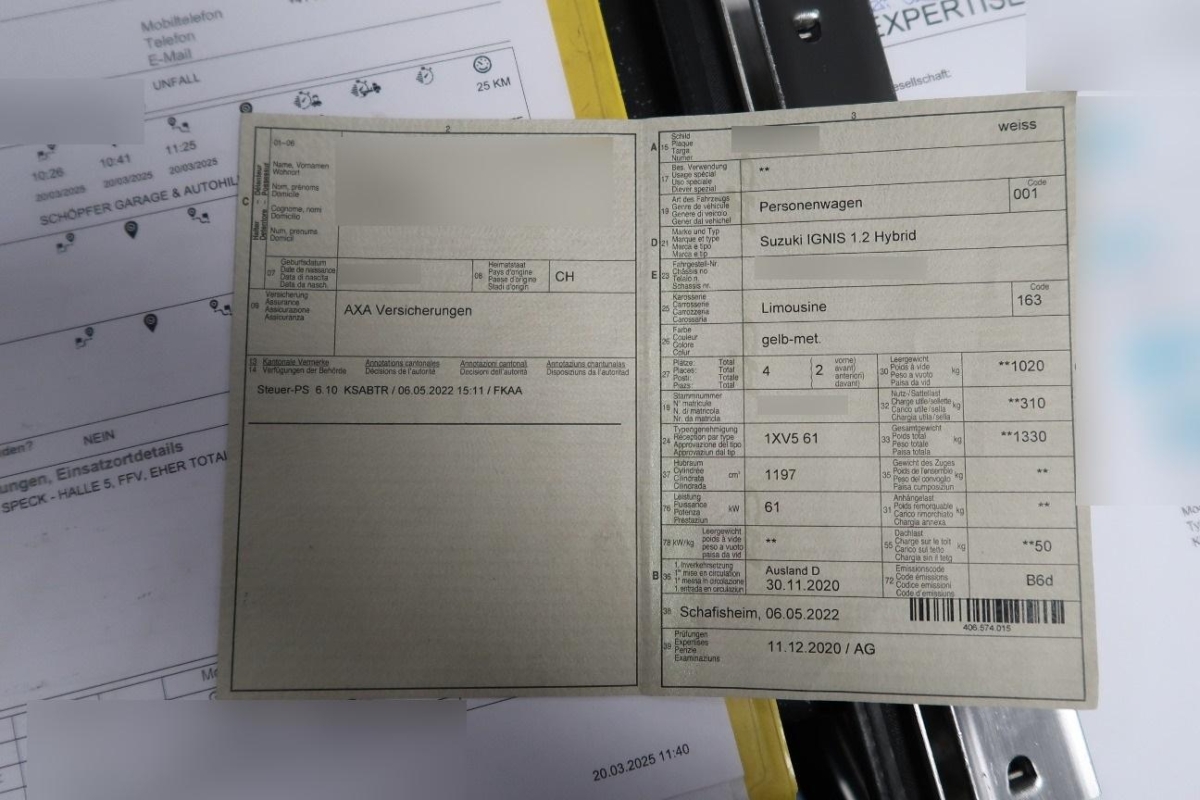 Mobiltelefon
Telefon
E-Mail
UNFALL
25 KM
10:26 10:41 11:25
20/03/2025 20/03/2025 20/03/2025
SCHÖPFER GARAGE & AUTOHIL
NEIN
ungen, Einsatzortdetails
SPECK - HALLE 5, FFV, EHER TOTAL
20.03.2025 11:40
EXPERTISE
esellschaft:
2
01-06
C
Halter Détenteur Detentore Possessur
Name, Vornamen
Wohnort
Nom, prénoms
Domicile
Cognome, nomi
Domicilio
Num, prenums
Domicil
07 Geburtsdatum
Date de naissance
Data di nascita
Data da nasch.
08 Heimatstaat
Pays d'origine
Paese d'origine
Stadi d'origin
CH
09 Versicherung
Assurance
Assicurazione
Assicuranza
AXA Versicherungen
13 Kantonale Vermerke Annotations cantonales Annotazioni cantonali Annotaziuns chantunalas
14 Verfügungen der Behörde Décisions de l'autorité Decisioni dell'autorità Disposiziuns da l'autoritad
Steuer-PS 6.10 KSABTR / 06.05.2022 15:11 / FKAA
3
A 15 Schild
Plaque
Targa
Numer
weiss
17 Bes. Verwendung
Usage spécial
Uso speciale
Diever spezial
**
19 Art des Fahrzeugs
Genre de véhicule
Genere di veicolo
Gener dal vehichel
Personenwagen
Code
001
D 21 Marke und Typ
Marque et type
Marca e tipo
Marca e tip
Suzuki IGNIS 1.2 Hybrid
E 23 Fahrgestell-Nr.
Châssis no
Telaio n.
Schassis nr.
25 Karosserie
Carrosserie
Carrozzeria
Carossaria
Limousine
Code
163
26 Farbe
Couleur
Colore
Colur
gelb-met.
27 Plätze: Total
Places: Total
Posti: Totale
Plazs: Total
4 2
vorne)
avant)
anteriori)
davant)
30 Leergewicht
Poids à vide
Peso a vuoto
Paisa da vid
kg
**1020
18 Stammnummer
N° matricule
N. di matricola
Nr. da matricla
32 Nutz-/Sattellast
Charge utile/sellette
Carico utile/sella
Chargia utila/sella
kg
**310
24 Typengenehmigung
Réception par type
Approvazione del tipo
Approvaziun dal tip
1XV5 61
33 Gesamtgewicht
Poids total
Peso totale
Paisa totala
kg
**1330
37 Hubraum
Cylindrée
Cilindrata
Cilindrada
cm³
1197
35 Gewicht des Zuges
Poids de l'ensemble
Peso del convoglio
Paisa cumposiziun
kg
**
76 Leistung
Puissance
Potenza
Prestaziun
kW
61
31 Anhängelast
Poids remorquable
Carico rimorchiato
Chargia annexa
kg
**
78 kW/kg
Leergewicht
poids à vide
peso a vuoto
paisa da vid
**
55 Dachlast
Charge sur le toit
Carico sul tetto
Chargia sin il tetg
kg
**50
B 36 1. Inverkehrsetzung
1re mise en circulation
1a messa in circolazione
1. entrada en circulaziun
Ausland D
30.11.2020
72 Emissionscode
Code émissions
Codice emissioni
Code d'emissiuns
B6d
38 Schafisheim, 06.05.2022
406.574.015
39 Prüfungen
Expertises
Perizie
Examinaziuns
11.12.2020 / AG